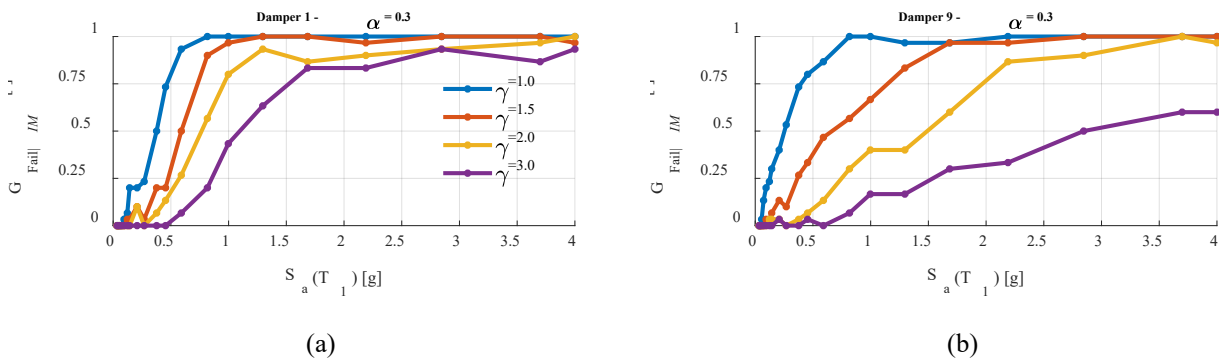 Damper 1 - α = 0.3
1
0.75
0.5
0.25
0
G Fail| IM
0 0.5 1 1.5 2 2.5 3 3.5 4
S a (T 1 ) [g]
γ=1.0
γ=1.5
γ=2.0
γ=3.0
(a)
Damper 9 - α = 0.3
1
0.75
0.5
0.25
0
G Fail| IM
0 0.5 1 1.5 2 2.5 3 3.5 4
S a (T 1 ) [g]
(b)